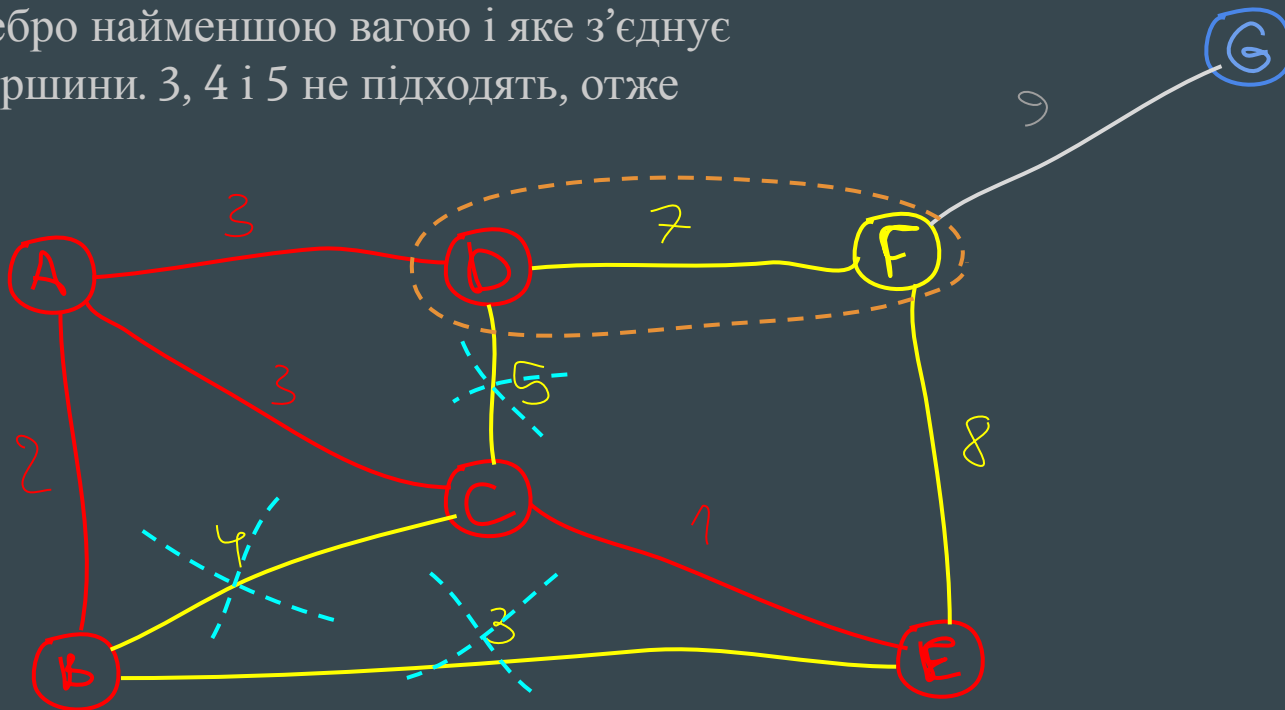 ебро найменшою вагою і яке з’єднує
ршини. 3, 4 і 5 не підходять, отже
G
9
3
7
A
D
F
3
5
2
8
C
4
1
3
B
E